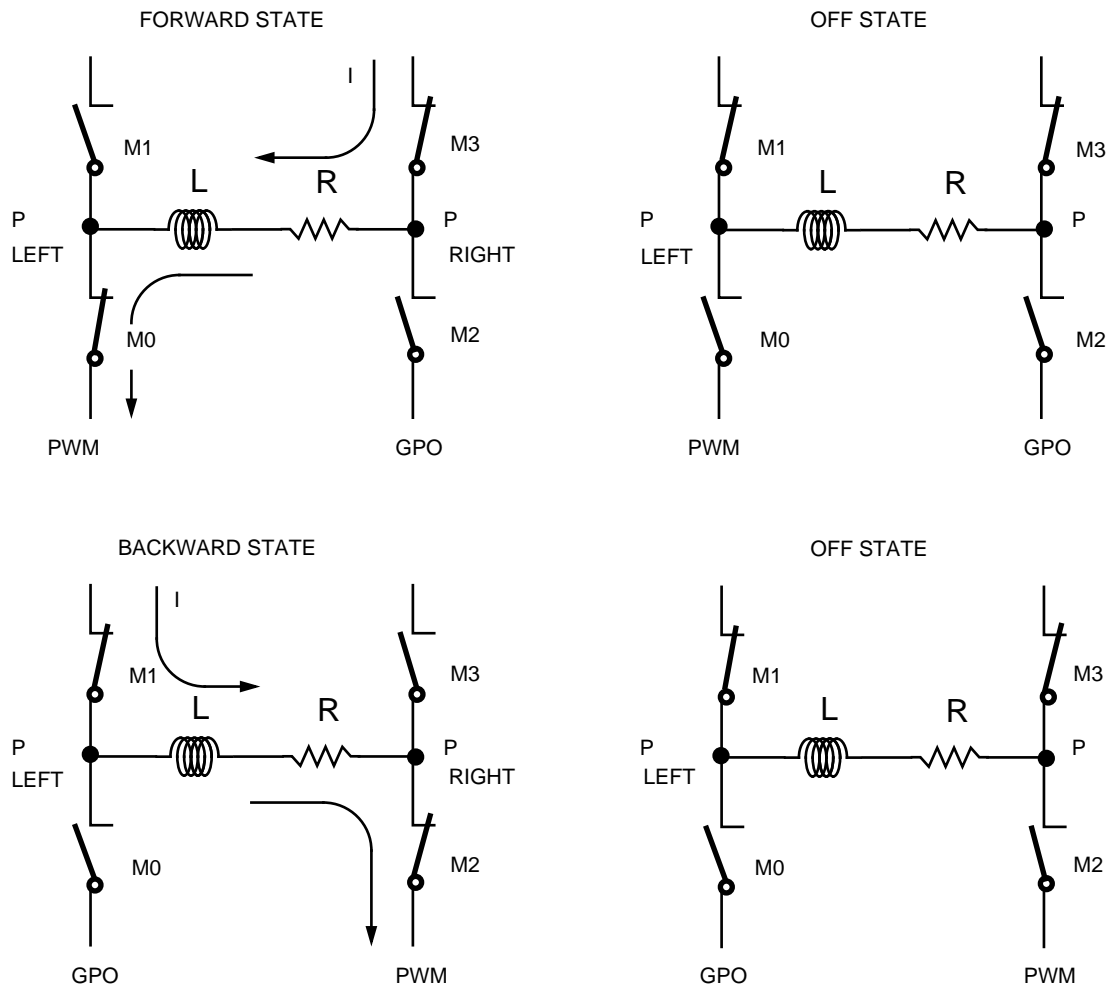 FORWARD STATE
I
M1
M3
L
R
P
LEFT
P
RIGHT
M0
M2
PWM
GPO
OFF STATE
M1
M3
L
R
P
LEFT
P
M0
M2
PWM
GPO
BACKWARD STATE
I
M1
M3
L
R
P
LEFT
P
RIGHT
M0
M2
GPO
PWM
OFF STATE
M1
M3
L
R
P
LEFT
P
M0
M2
GPO
PWM